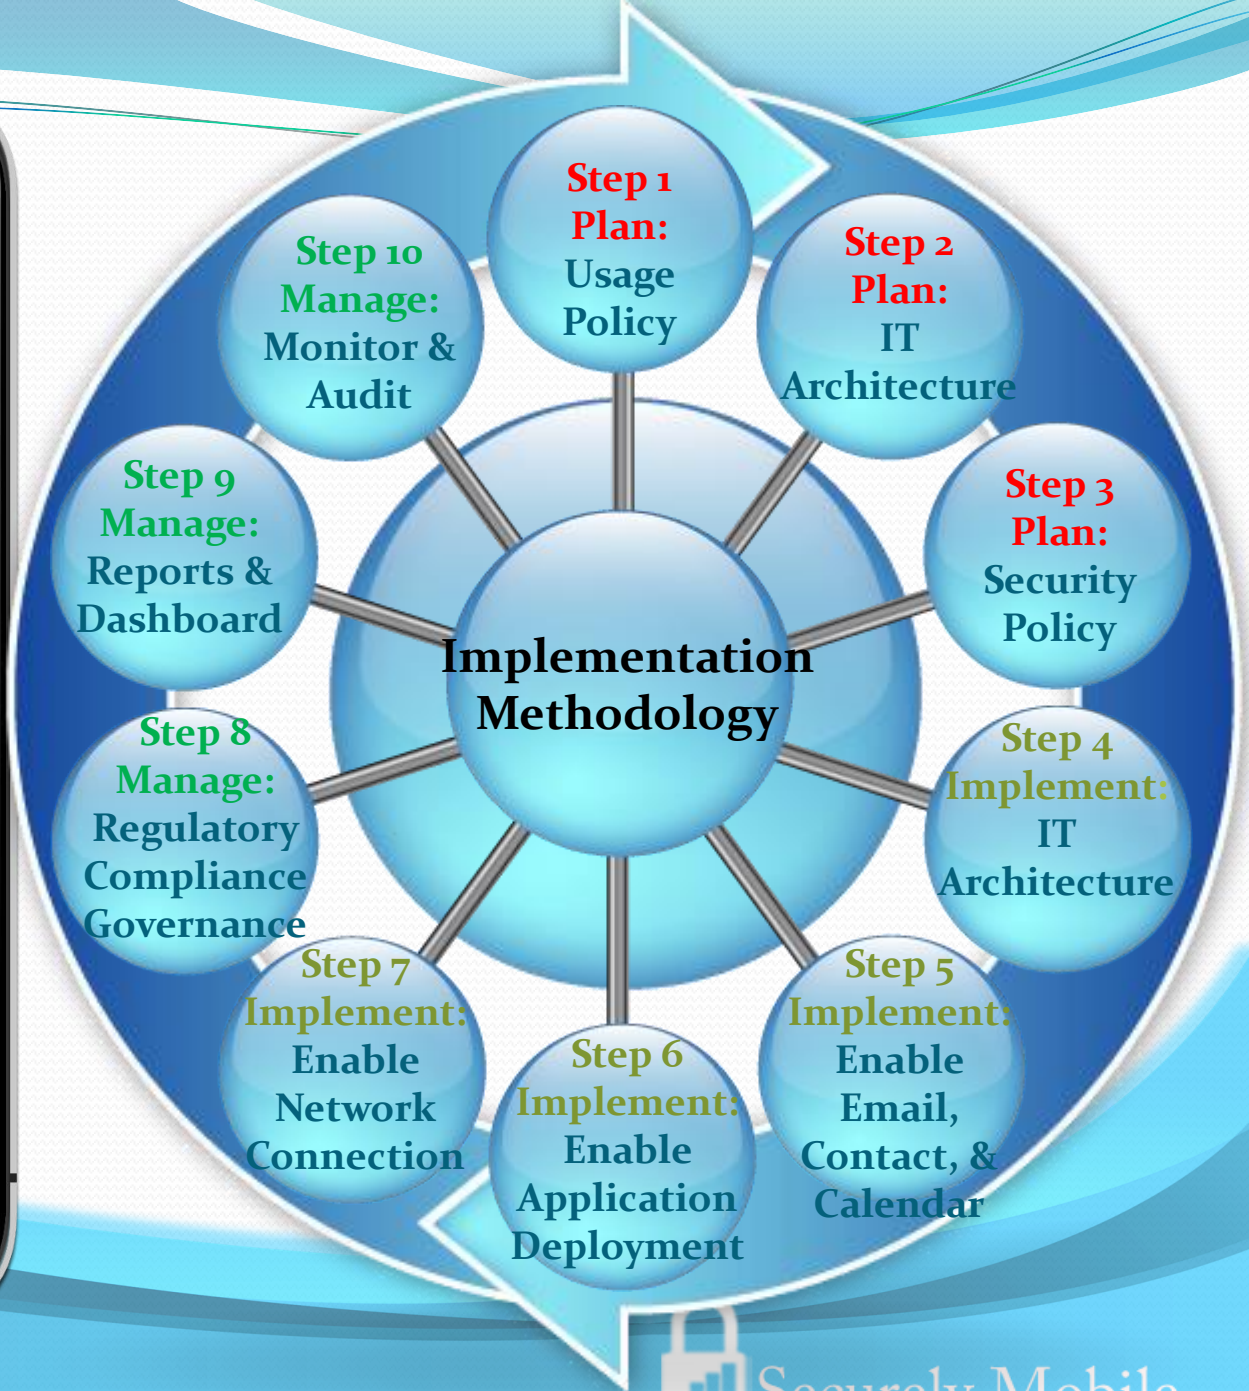 Step 1
Plan:
Usage
Policy
Step 2
Plan:
IT
Architecture
Step 3
Plan:
Security
Policy
Step 4
Implement:
IT
Architecture
Step 5
Implement:
Enable
Email,
Contact, &
Calendar
Step 6
Implement:
Enable
Application
Deployment
Step 7
Implement:
Enable
Network
Connection
Step 8
Manage:
Regulatory
Compliance
Governance
Step 9
Manage:
Reports &
Dashboard
Step 10
Manage:
Monitor &
Audit
Implementation
Methodology
Securely Mobile